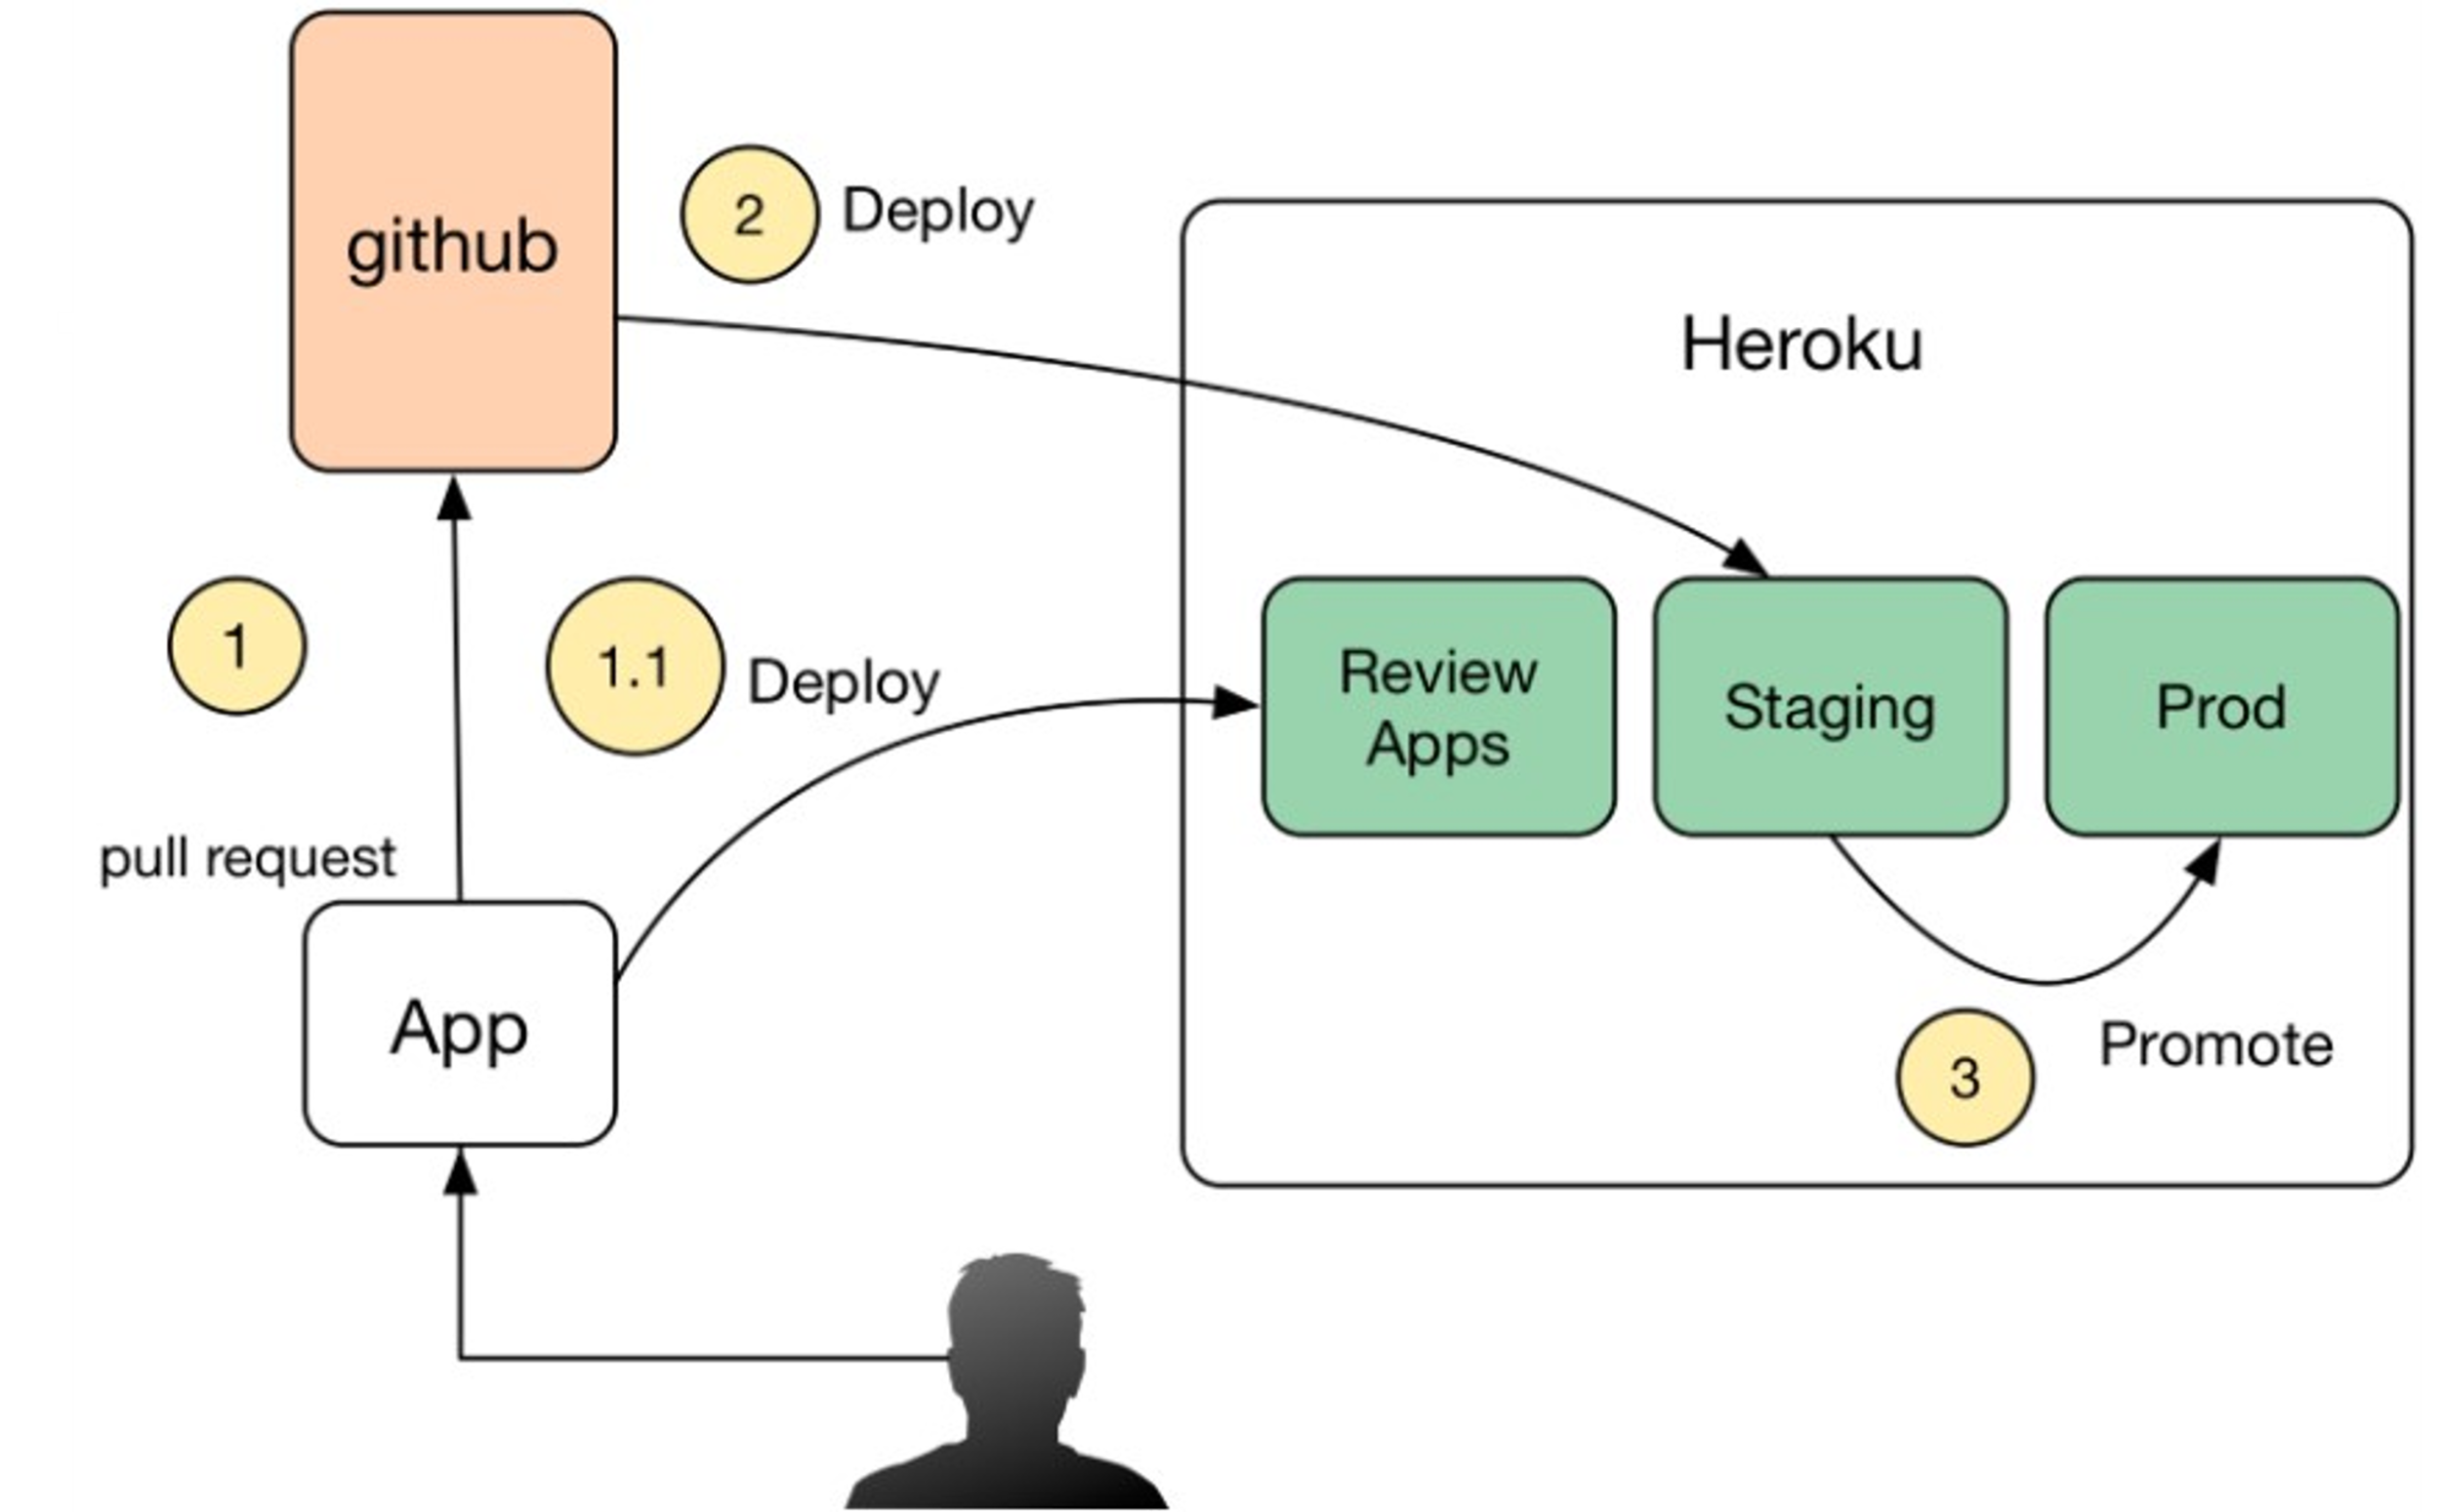 github
2
Deploy
Heroku
1
1.1
Deploy
Review
Apps
Staging
Prod
pull request
App
3
Promote